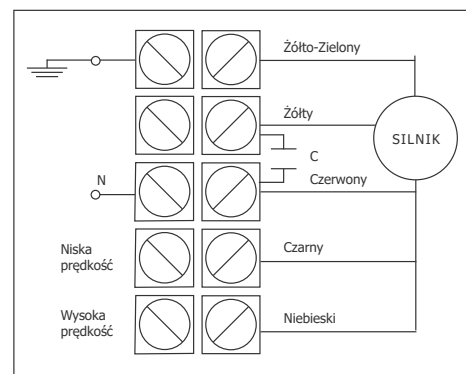 Żółto-Zielony
Żółty
SILNIK
C
N
Czerwony
Niska
prędkość
Czarny
Wysoka
prędkość
Niebieski